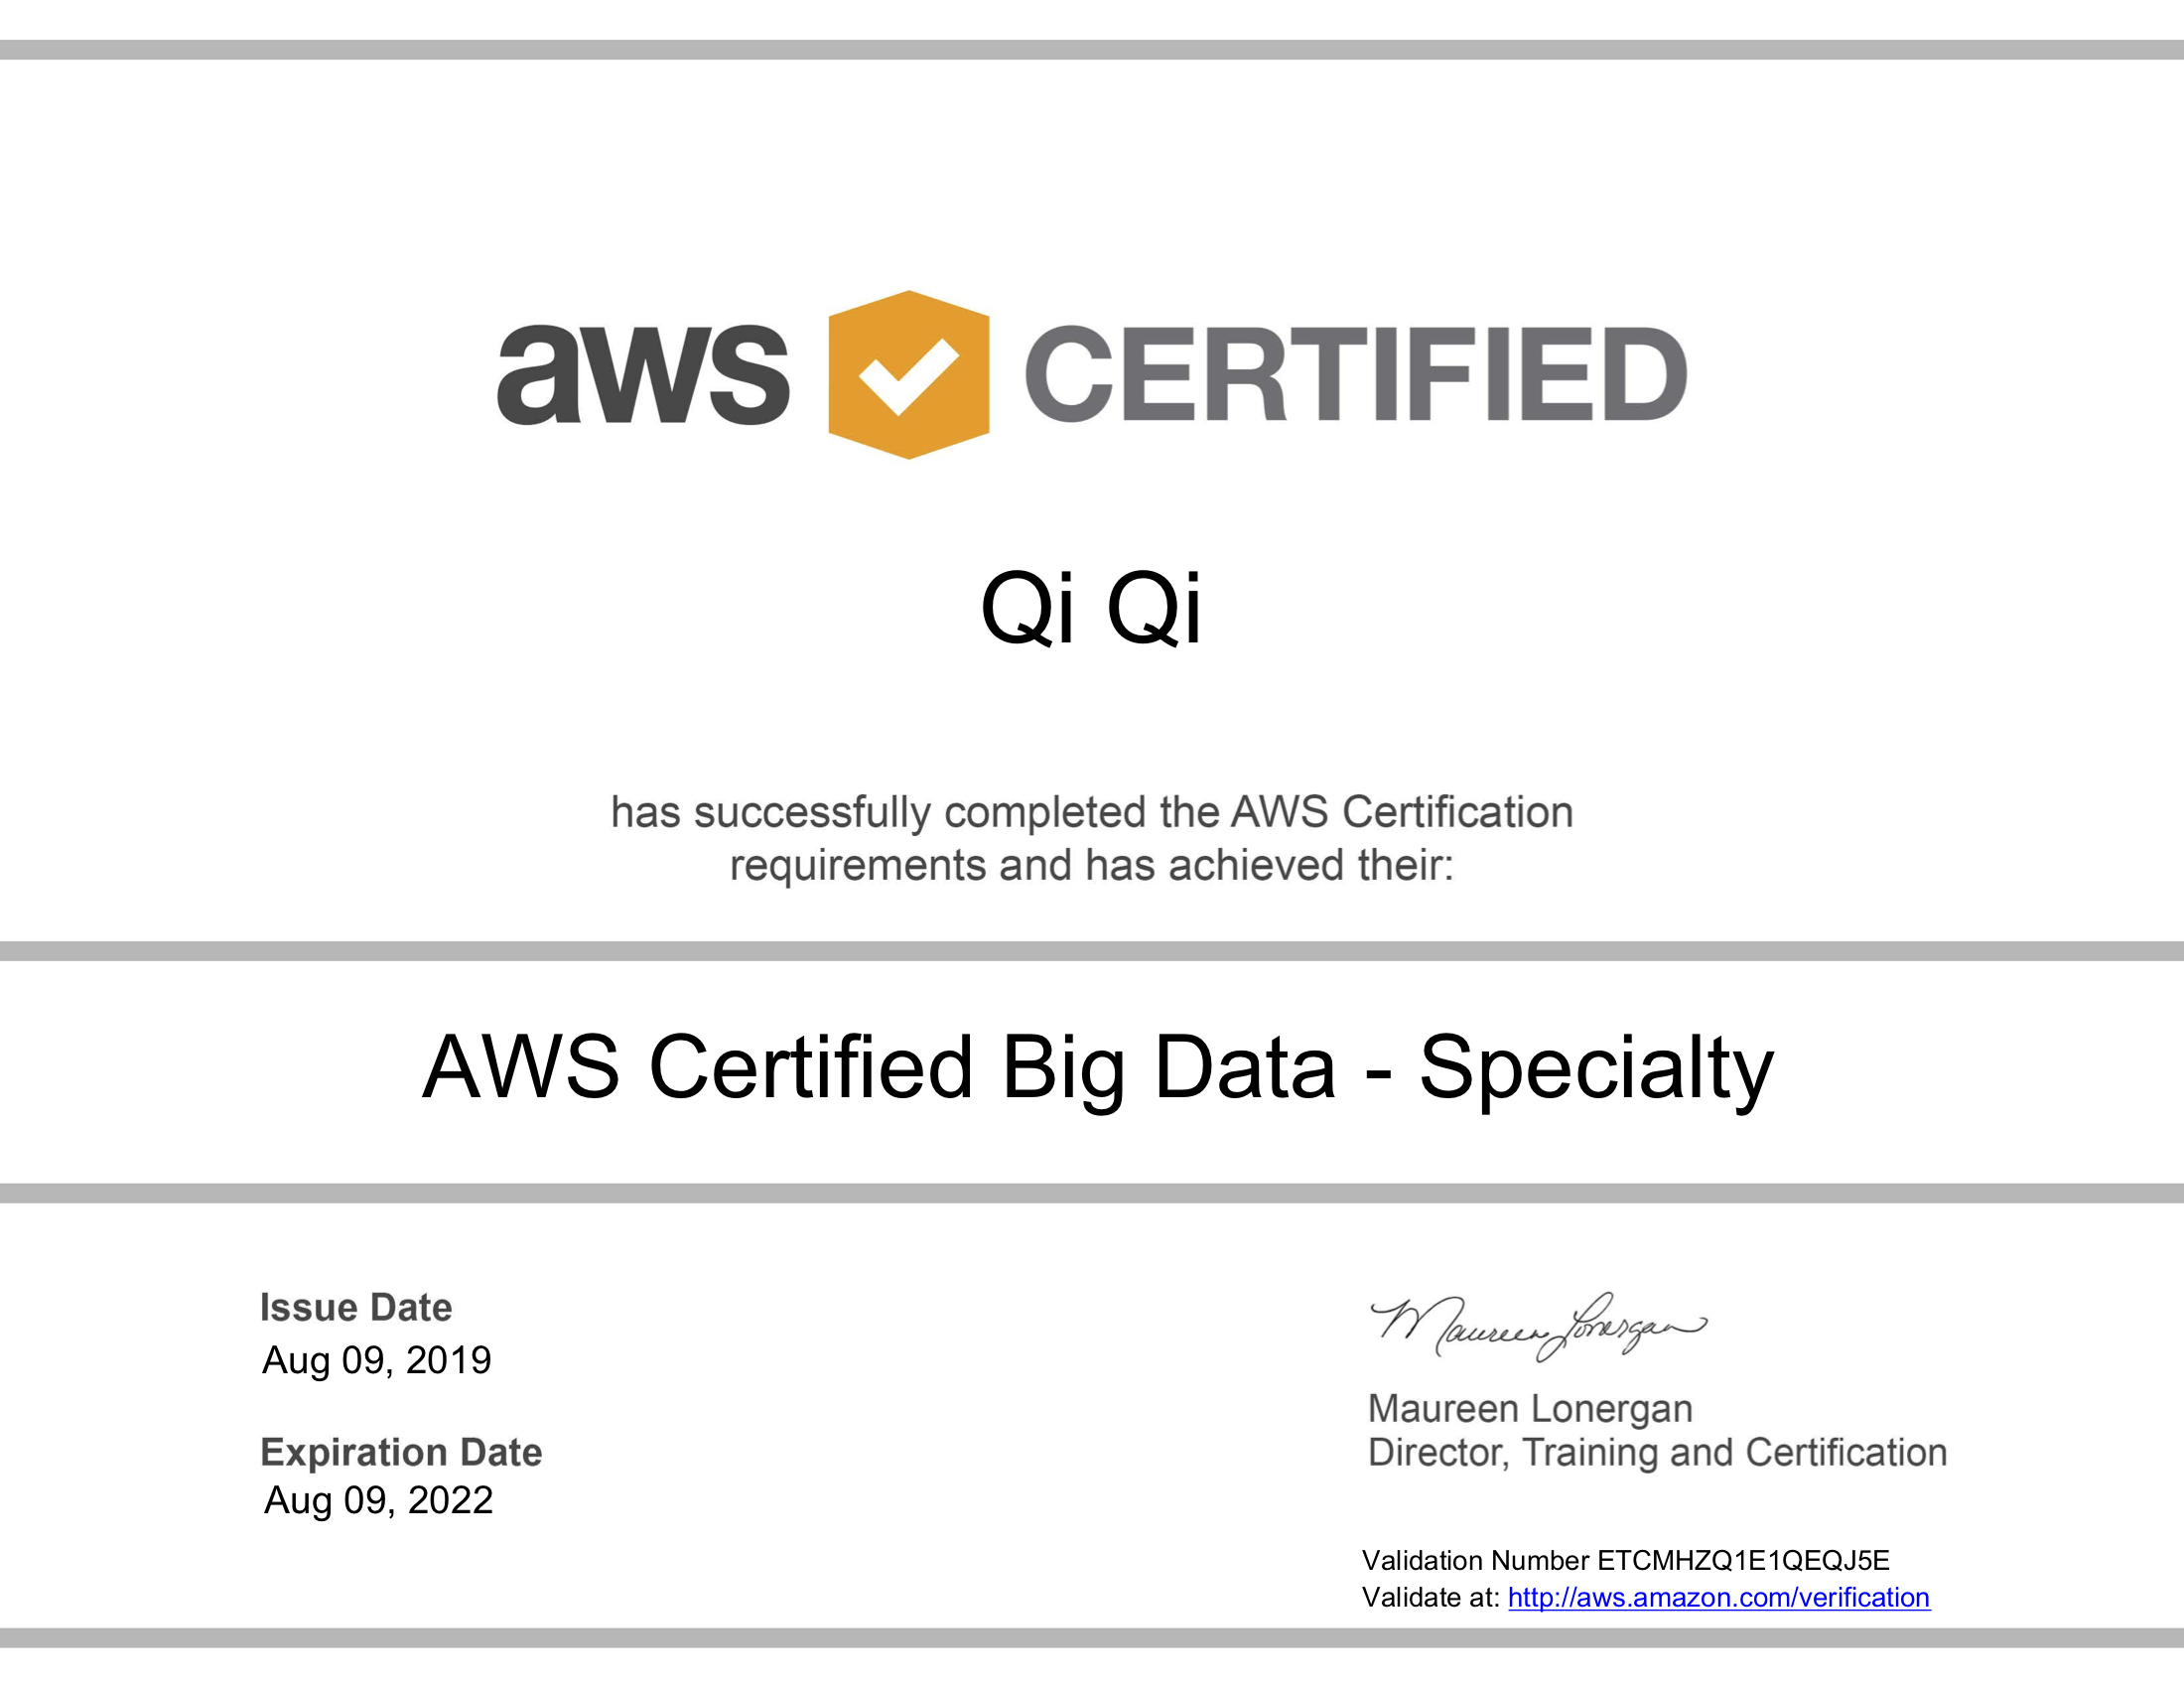 aws CERTIFIED
Qi Qi
has successfully completed the AWS Certification
requirements and has achieved their:
AWS Certified Big Data - Specialty
Issue Date
Aug 09, 2019
Expiration Date
Aug 09, 2022
Maureen Lonergan
Maureen Lonergan
Director, Training and Certification
Validation Number ETCMHZQ1E1QEQJ5E
Validate at: http://aws.amazon.com/verification